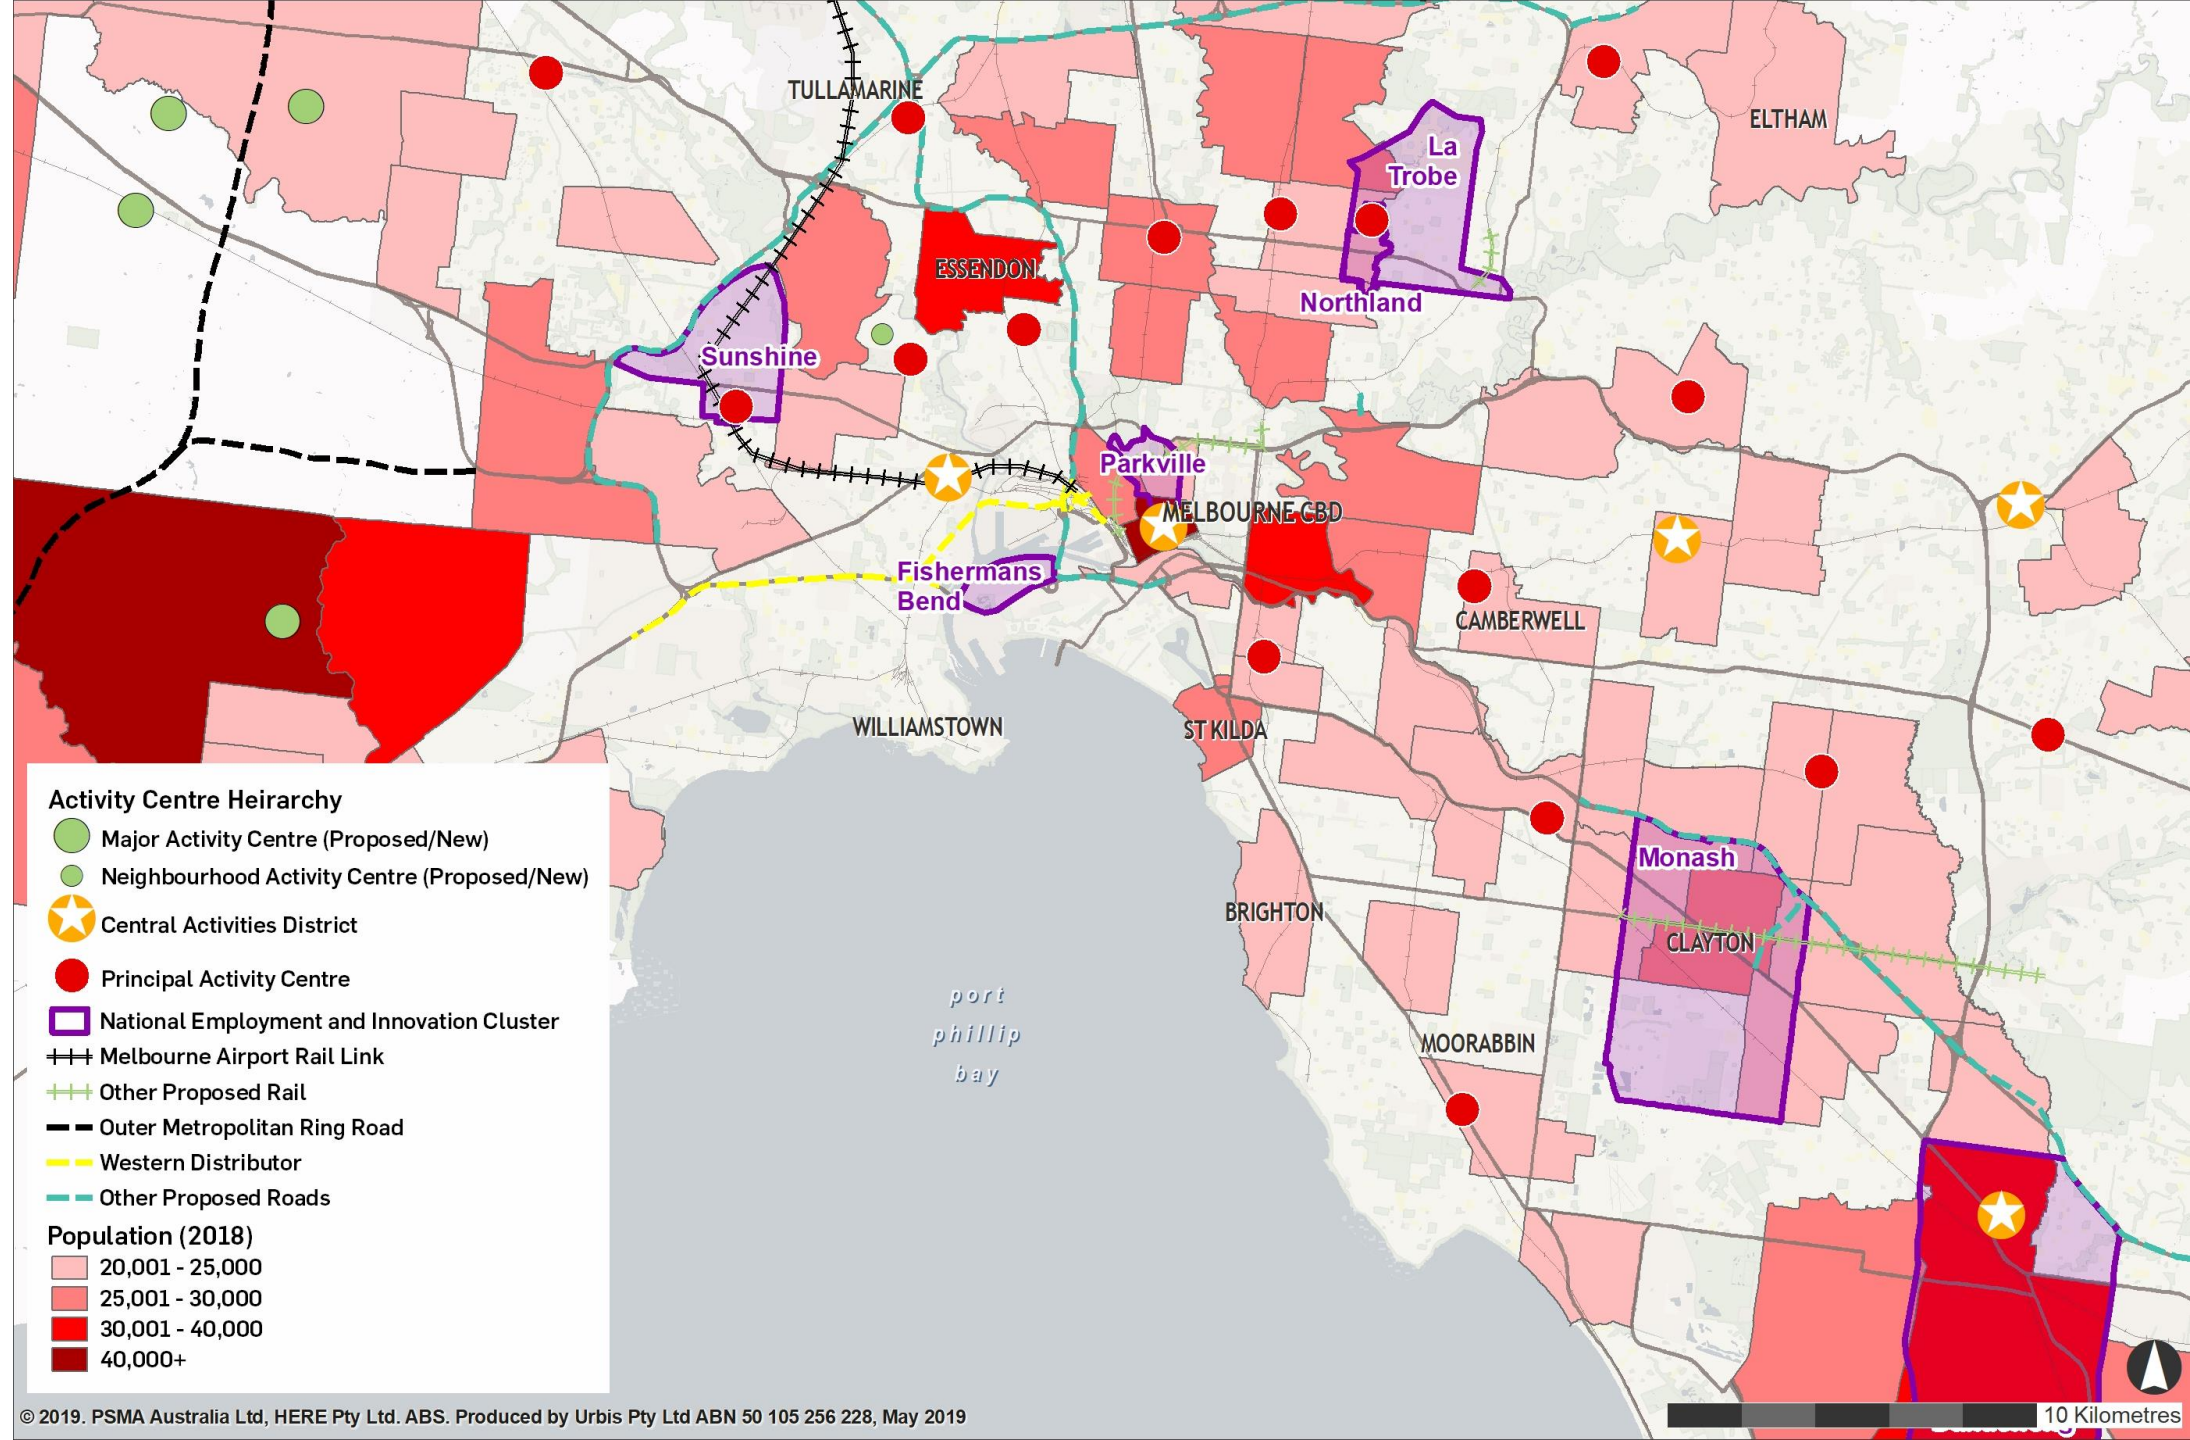 TULLAMARINE
La
Trobe
ELTHAM
ESSENDON
Northland
Sunshine
Parkville
MELBOURNE CBD
Fishermans
Bend
CAMBERWELL
WILLIAMSTOWN
ST KILDA
Monash
BRIGHTON
CLAYTON
port
phillip
bay
MOORABBIN
Activity Centre Heirarchy
Major Activity Centre (Proposed/New)
Neighbourhood Activity Centre (Proposed/New)
Central Activities District
Principal Activity Centre
National Employment and Innovation Cluster
Melbourne Airport Rail Link
Other Proposed Rail
Outer Metropolitan Ring Road
Western Distributor
Other Proposed Roads
Population (2018)
20,001 - 25,000
25,001 - 30,000
30,001 - 40,000
40,000+
10 Kilometres
© 2019. PSMA Australia Ltd, HERE Pty Ltd. ABS. Produced by Urbis Pty Ltd ABN 50 105 256 228, May 2019